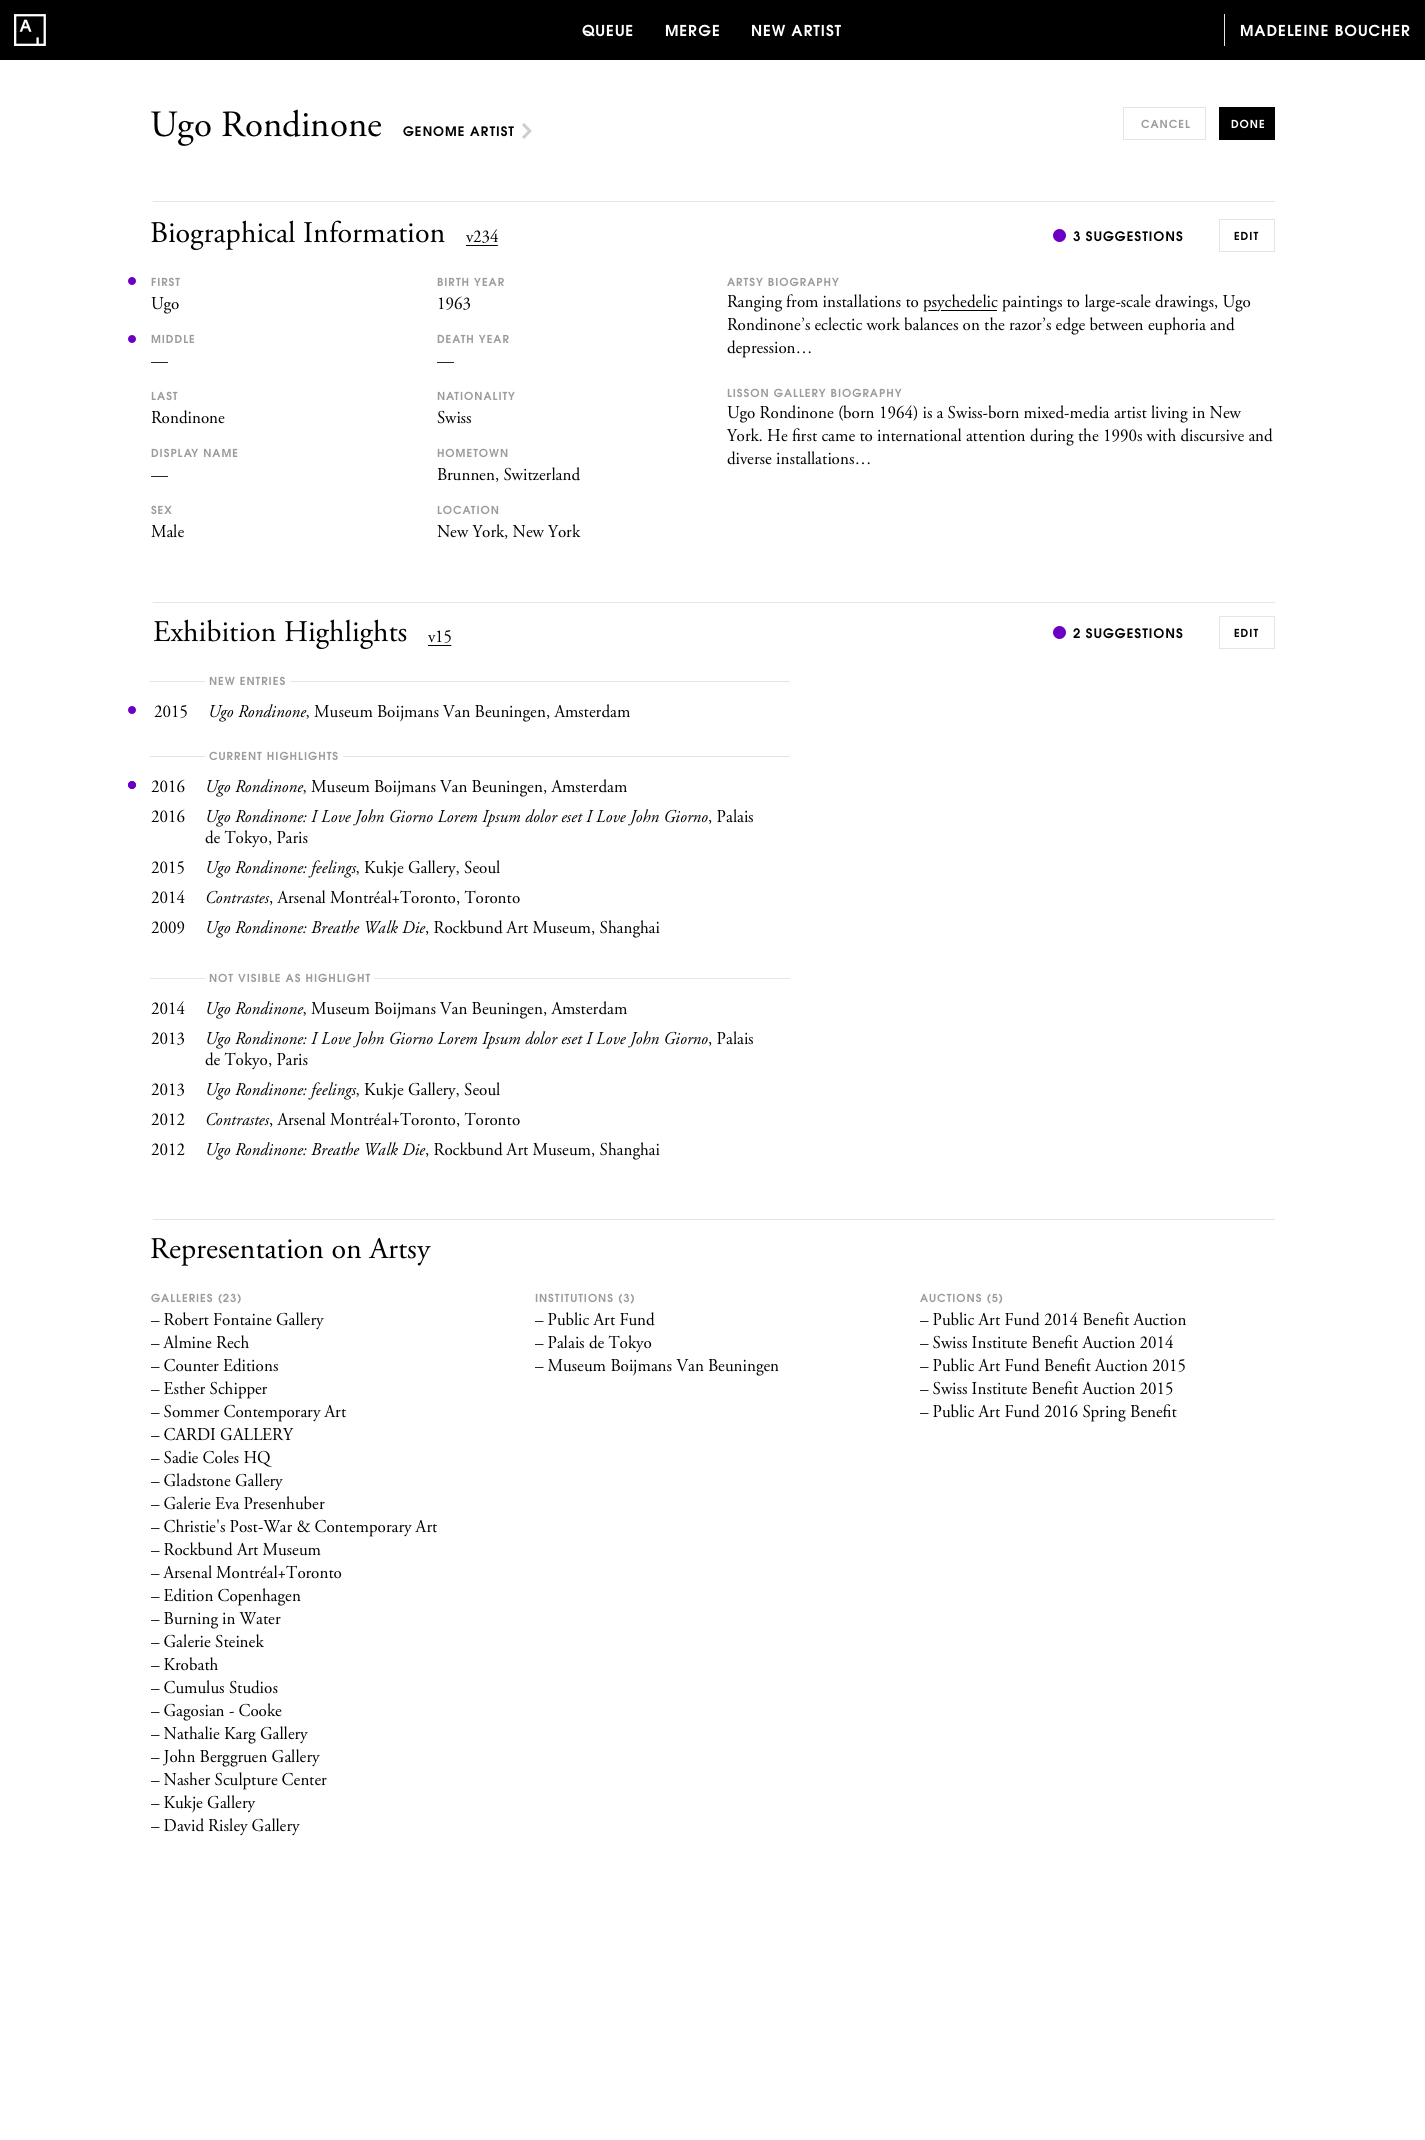 A
QUEUE MERGE NEW ARTIST
MADELEINE BOUCHER
Ugo Rondinone
GENOME ARTIST
CANCEL
DONE
Biographical Information
v234
3 SUGGESTIONS
EDIT
FIRST
Ugo
MIDDLE
—
LAST
Rondinone
DISPLAY NAME
—
SEX
Male
BIRTH YEAR
1963
DEATH YEAR
—
NATIONALITY
Swiss
HOMETOWN
Brunnen, Switzerland
LOCATION
New York, New York
ARTSY BIOGRAPHY
Ranging from installations to psychedelic paintings to large-scale drawings, Ugo
Rondinone’s eclectic work balances on the razor’s edge between euphoria and
depression…
LISSON GALLERY BIOGRAPHY
Ugo Rondinone (born 1964) is a Swiss-born mixed-media artist living in New
York. He first came to international attention during the 1990s with discursive and
diverse installations…
Exhibition Highlights
v15
2 SUGGESTIONS
EDIT
NEW ENTRIES
2015 Ugo Rondinone, Museum Boijmans Van Beuningen, Amsterdam
CURRENT HIGHLIGHTS
2016 Ugo Rondinone, Museum Boijmans Van Beuningen, Amsterdam
2016 Ugo Rondinone: I Love John Giorno Lorem Ipsum dolor eset I Love John Giorno, Palais
de Tokyo, Paris
2015 Ugo Rondinone: feelings, Kukje Gallery, Seoul
2014 Contrastes, Arsenal Montréal+Toronto, Toronto
2009 Ugo Rondinone: Breathe Walk Die, Rockbund Art Museum, Shanghai
NOT VISIBLE AS HIGHLIGHT
2014 Ugo Rondinone, Museum Boijmans Van Beuningen, Amsterdam
2013 Ugo Rondinone: I Love John Giorno Lorem Ipsum dolor eset I Love John Giorno, Palais
de Tokyo, Paris
2013 Ugo Rondinone: feelings, Kukje Gallery, Seoul
2012 Contrastes, Arsenal Montréal+Toronto, Toronto
2012 Ugo Rondinone: Breathe Walk Die, Rockbund Art Museum, Shanghai
Representation on Artsy
GALLERIES (23)
– Robert Fontaine Gallery
– Almine Rech
– Counter Editions
– Esther Schipper
– Sommer Contemporary Art
– CARDI GALLERY
– Sadie Coles HQ
– Gladstone Gallery
– Galerie Eva Presenhuber
– Christie's Post-War & Contemporary Art
– Rockbund Art Museum
– Arsenal Montréal+Toronto
– Edition Copenhagen
– Burning in Water
– Galerie Steinek
– Krobath
– Cumulus Studios
– Gagosian - Cooke
– Nathalie Karg Gallery
– John Berggruen Gallery
– Nasher Sculpture Center
– Kukje Gallery
– David Risley Gallery
INSTITUTIONS (3)
– Public Art Fund
– Palais de Tokyo
– Museum Boijmans Van Beuningen
AUCTIONS (5)
– Public Art Fund 2014 Benefit Auction
– Swiss Institute Benefit Auction 2014
– Public Art Fund Benefit Auction 2015
– Swiss Institute Benefit Auction 2015
– Public Art Fund 2016 Spring Benefit